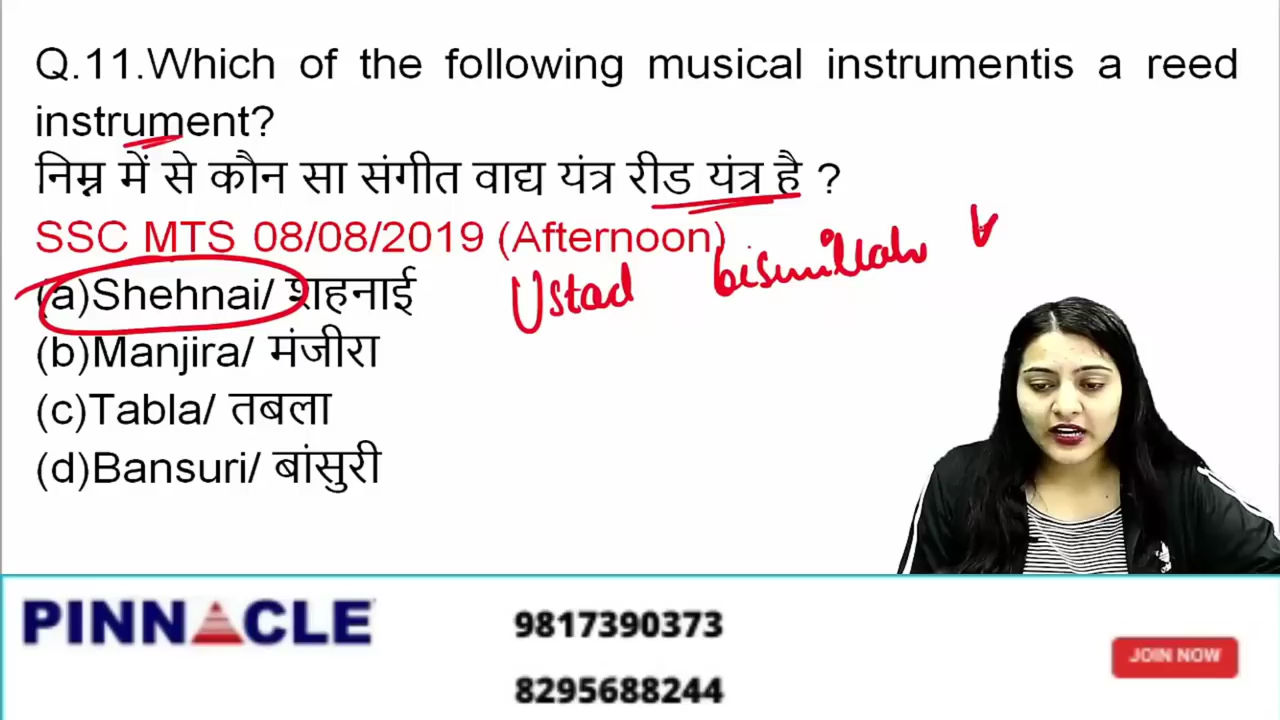 Q.11.Which of the following musical instrumentis a reed
instrument?
निम्न में से कौन सा संगीत वाद्य यंत्र रीड यंत्र है ?
SSC MTS 08/08/2019 (Afternoon)
(a)Shehnai/ शहनाई
Ustad bismillah
(b)Manjira/ मंजीरा
(c)Tabla/ तबला
(d)Bansuri/ बांसुरी
PINNACLE
9817390373
8295688244
JOIN NOW